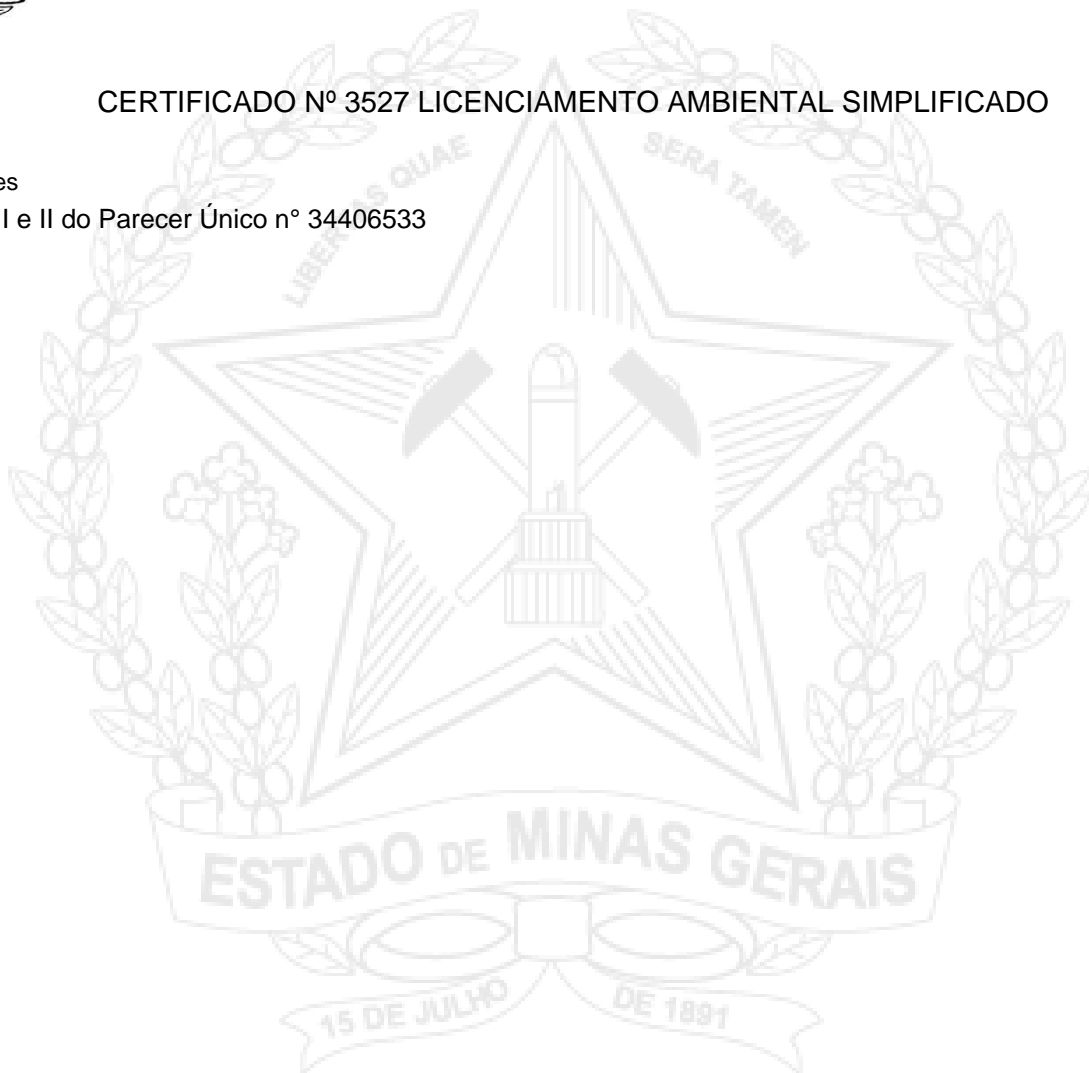 CERTIFICADO Nº 3527 LICENCIAMENTO AMBIENTAL SIMPLIFICADO
es
I e II do Parecer Único n° 34406533
LIBERTAS QUAE SERA TAMEN
ESTADO DE MINAS GERAIS
15 DE JULHO DE 1891